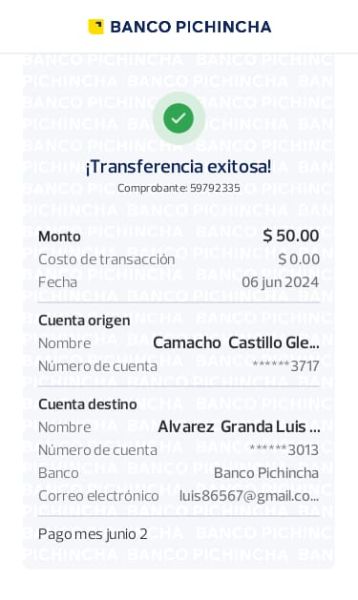 BANCO PICHINCHA
¡Transferencia exitosa!
Comprobante: 59792335
Monto $ 50.00
Costo de transacción $ 0.00
Fecha 06 jun 2024
Cuenta origen
Nombre Camacho Castillo Gle...
Número de cuenta ******3717
Cuenta destino
Nombre Alvarez Granda Luis ...
Número de cuenta ******3013
Banco Banco Pichincha
Correo electrónico luis86567@gmail.co...
Pago mes junio 2